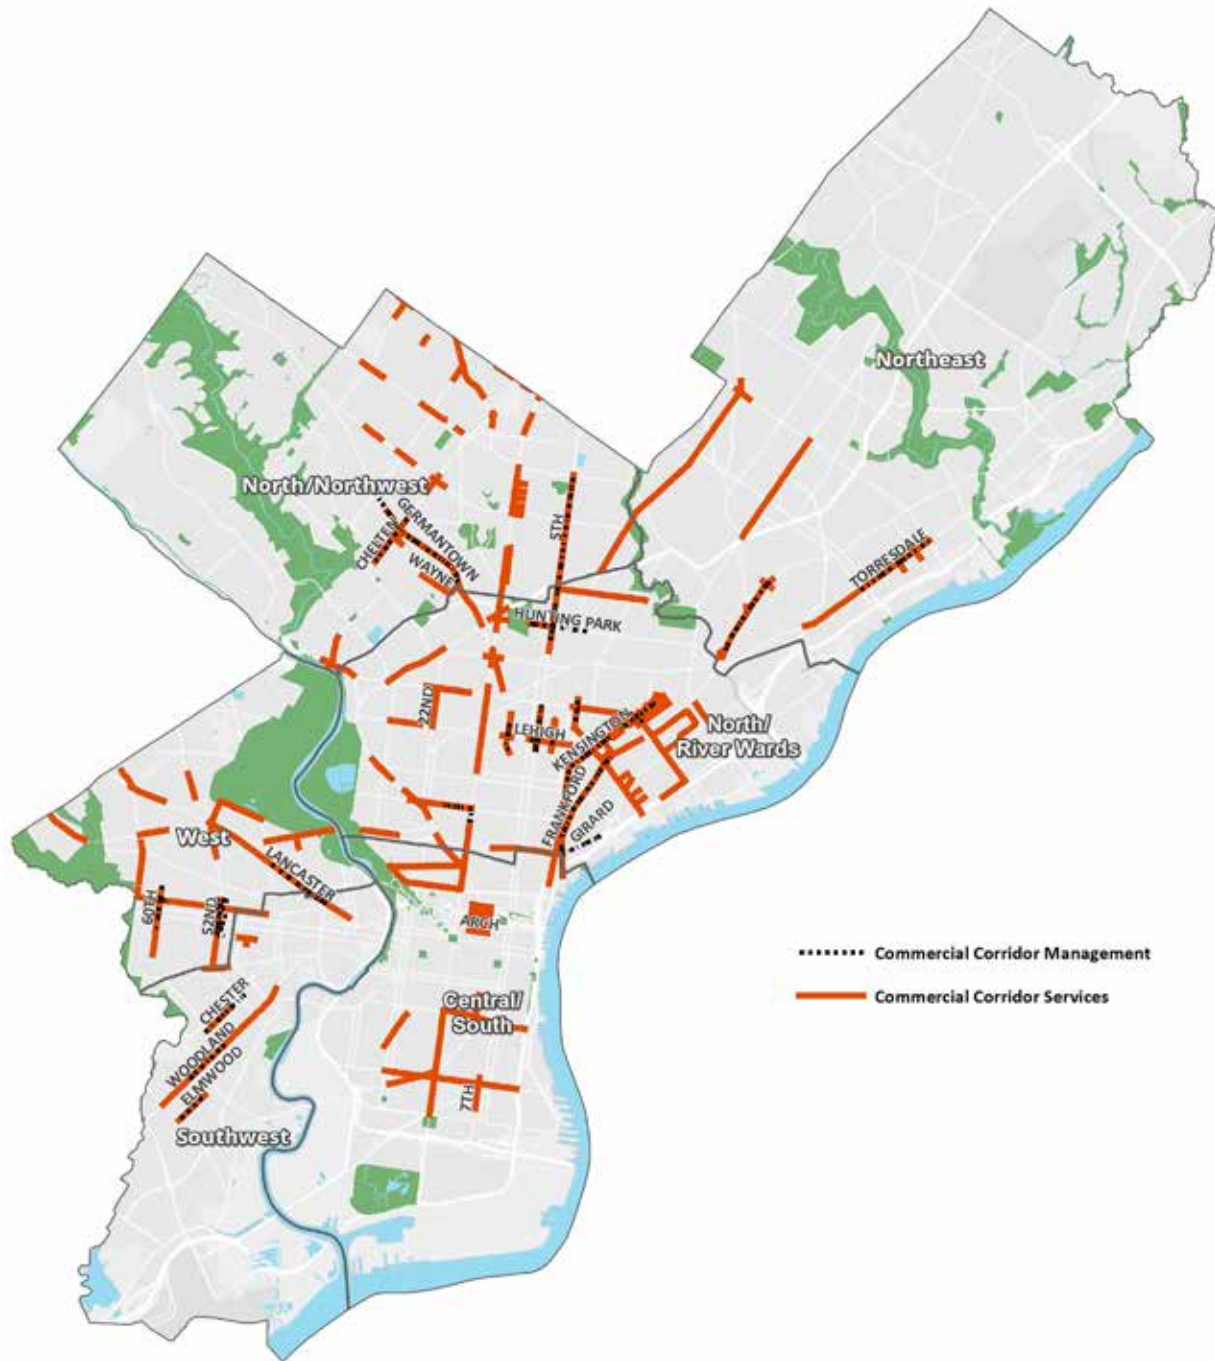 Northeast
North/Northwest
GERMANTOWN
CHELTEN
WAYNE
5TH
TORRESDALE
HUNTING PARK
22ND
LEHIGH
KENSINGTON
North/
River Wards
FRANKFORD
GIRARD
West
LANCASTER
60TH
52ND
ARCH
Commercial Corridor Management
Commercial Corridor Services
CHESTER
Central/
South
WOODLAND
ELMWOOD
7TH
Southwest